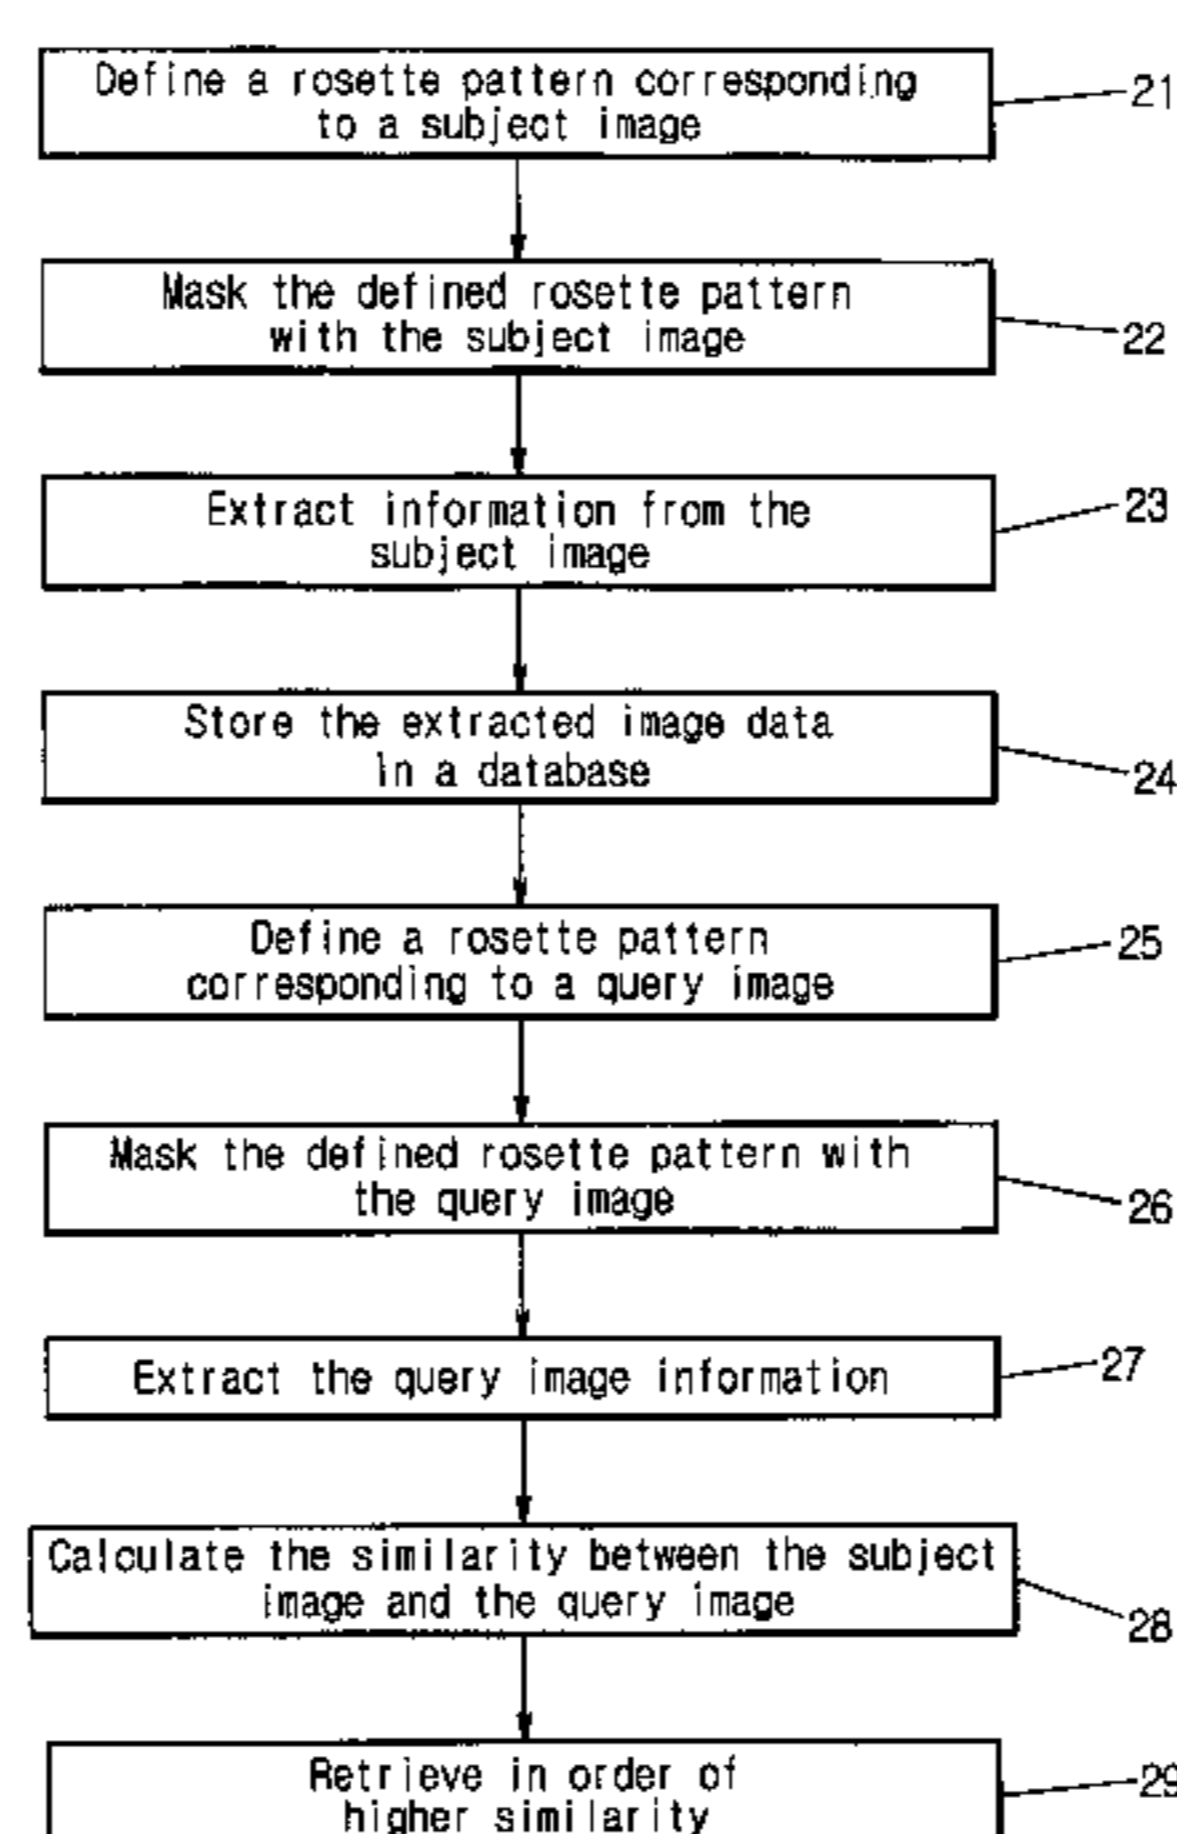 Define a rosette pattern corresponding
to a subject image
21
Mask the defined rosette pattern
with the subject image
22
Extract information from the
subject image
23
Store the extracted image data
in a database
24
Define a rosette pattern
corresponding to a query image
25
Mask the defined rosette pattern with
the query image
26
Extract the query image information
27
Calculate the similarity between the subject
image and the query image
28
Retrieve in order of
higher similarity
29